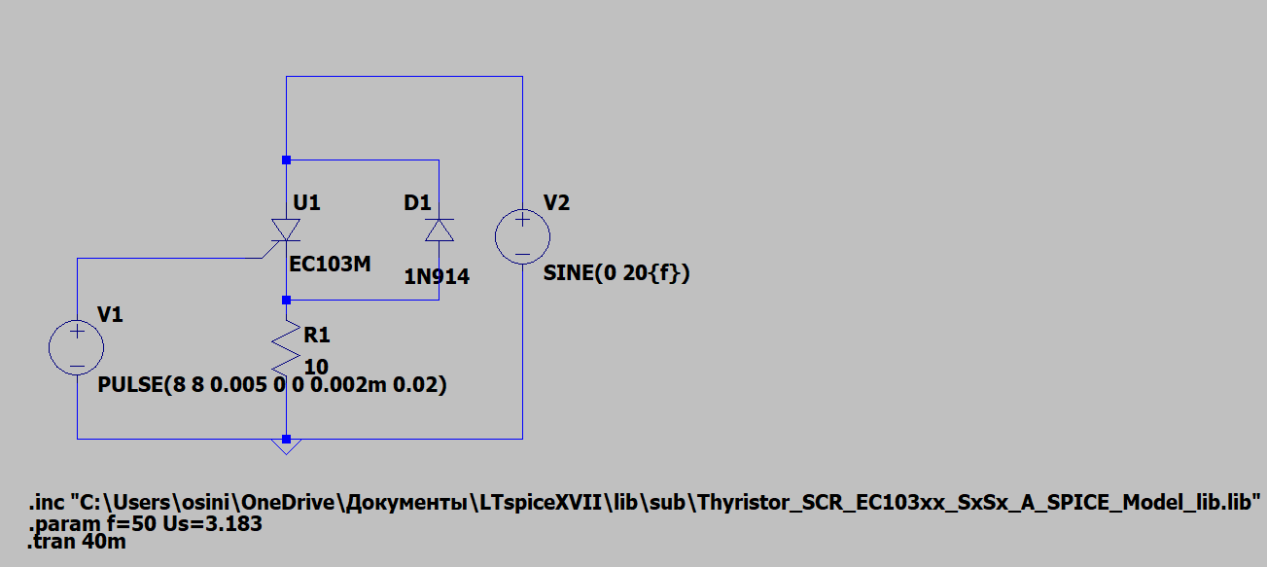 U1
D1
V2
EC103M
1N914
SINE(0 20{f})
V1
R1
10
PULSE(8 8 0.005 0 0 0.002m 0.02)
.inc "C:\Users\osini\OneDrive\Документы\LTspiceXVII\lib\sub\Thyristor_SCR_EC103xx_SxSx_A_SPICE_Model_lib.lib"
.param f=50 Us=3.183
.tran 40m